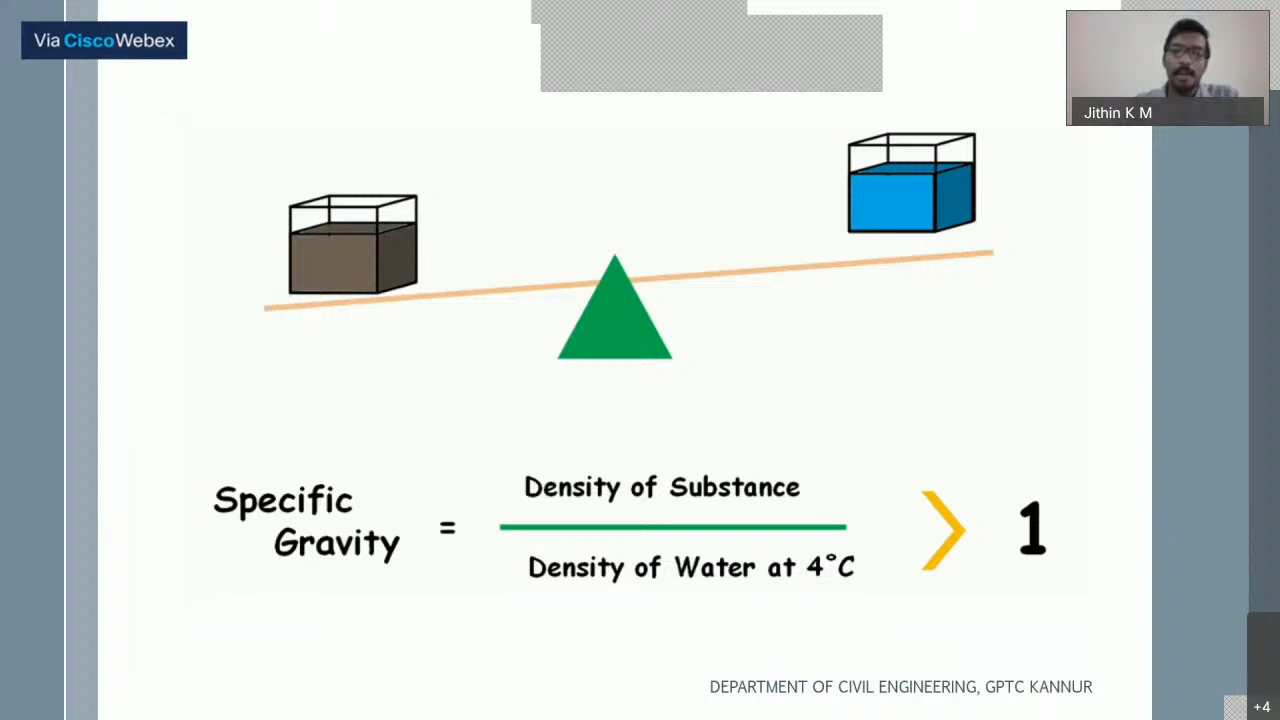 Via CiscoWebex
Jithin K M
Specific
Gravity
=
Density of Substance
Density of Water at 4°C
1
DEPARTMENT OF CIVIL ENGINEERING, GPTC KANNUR
+4